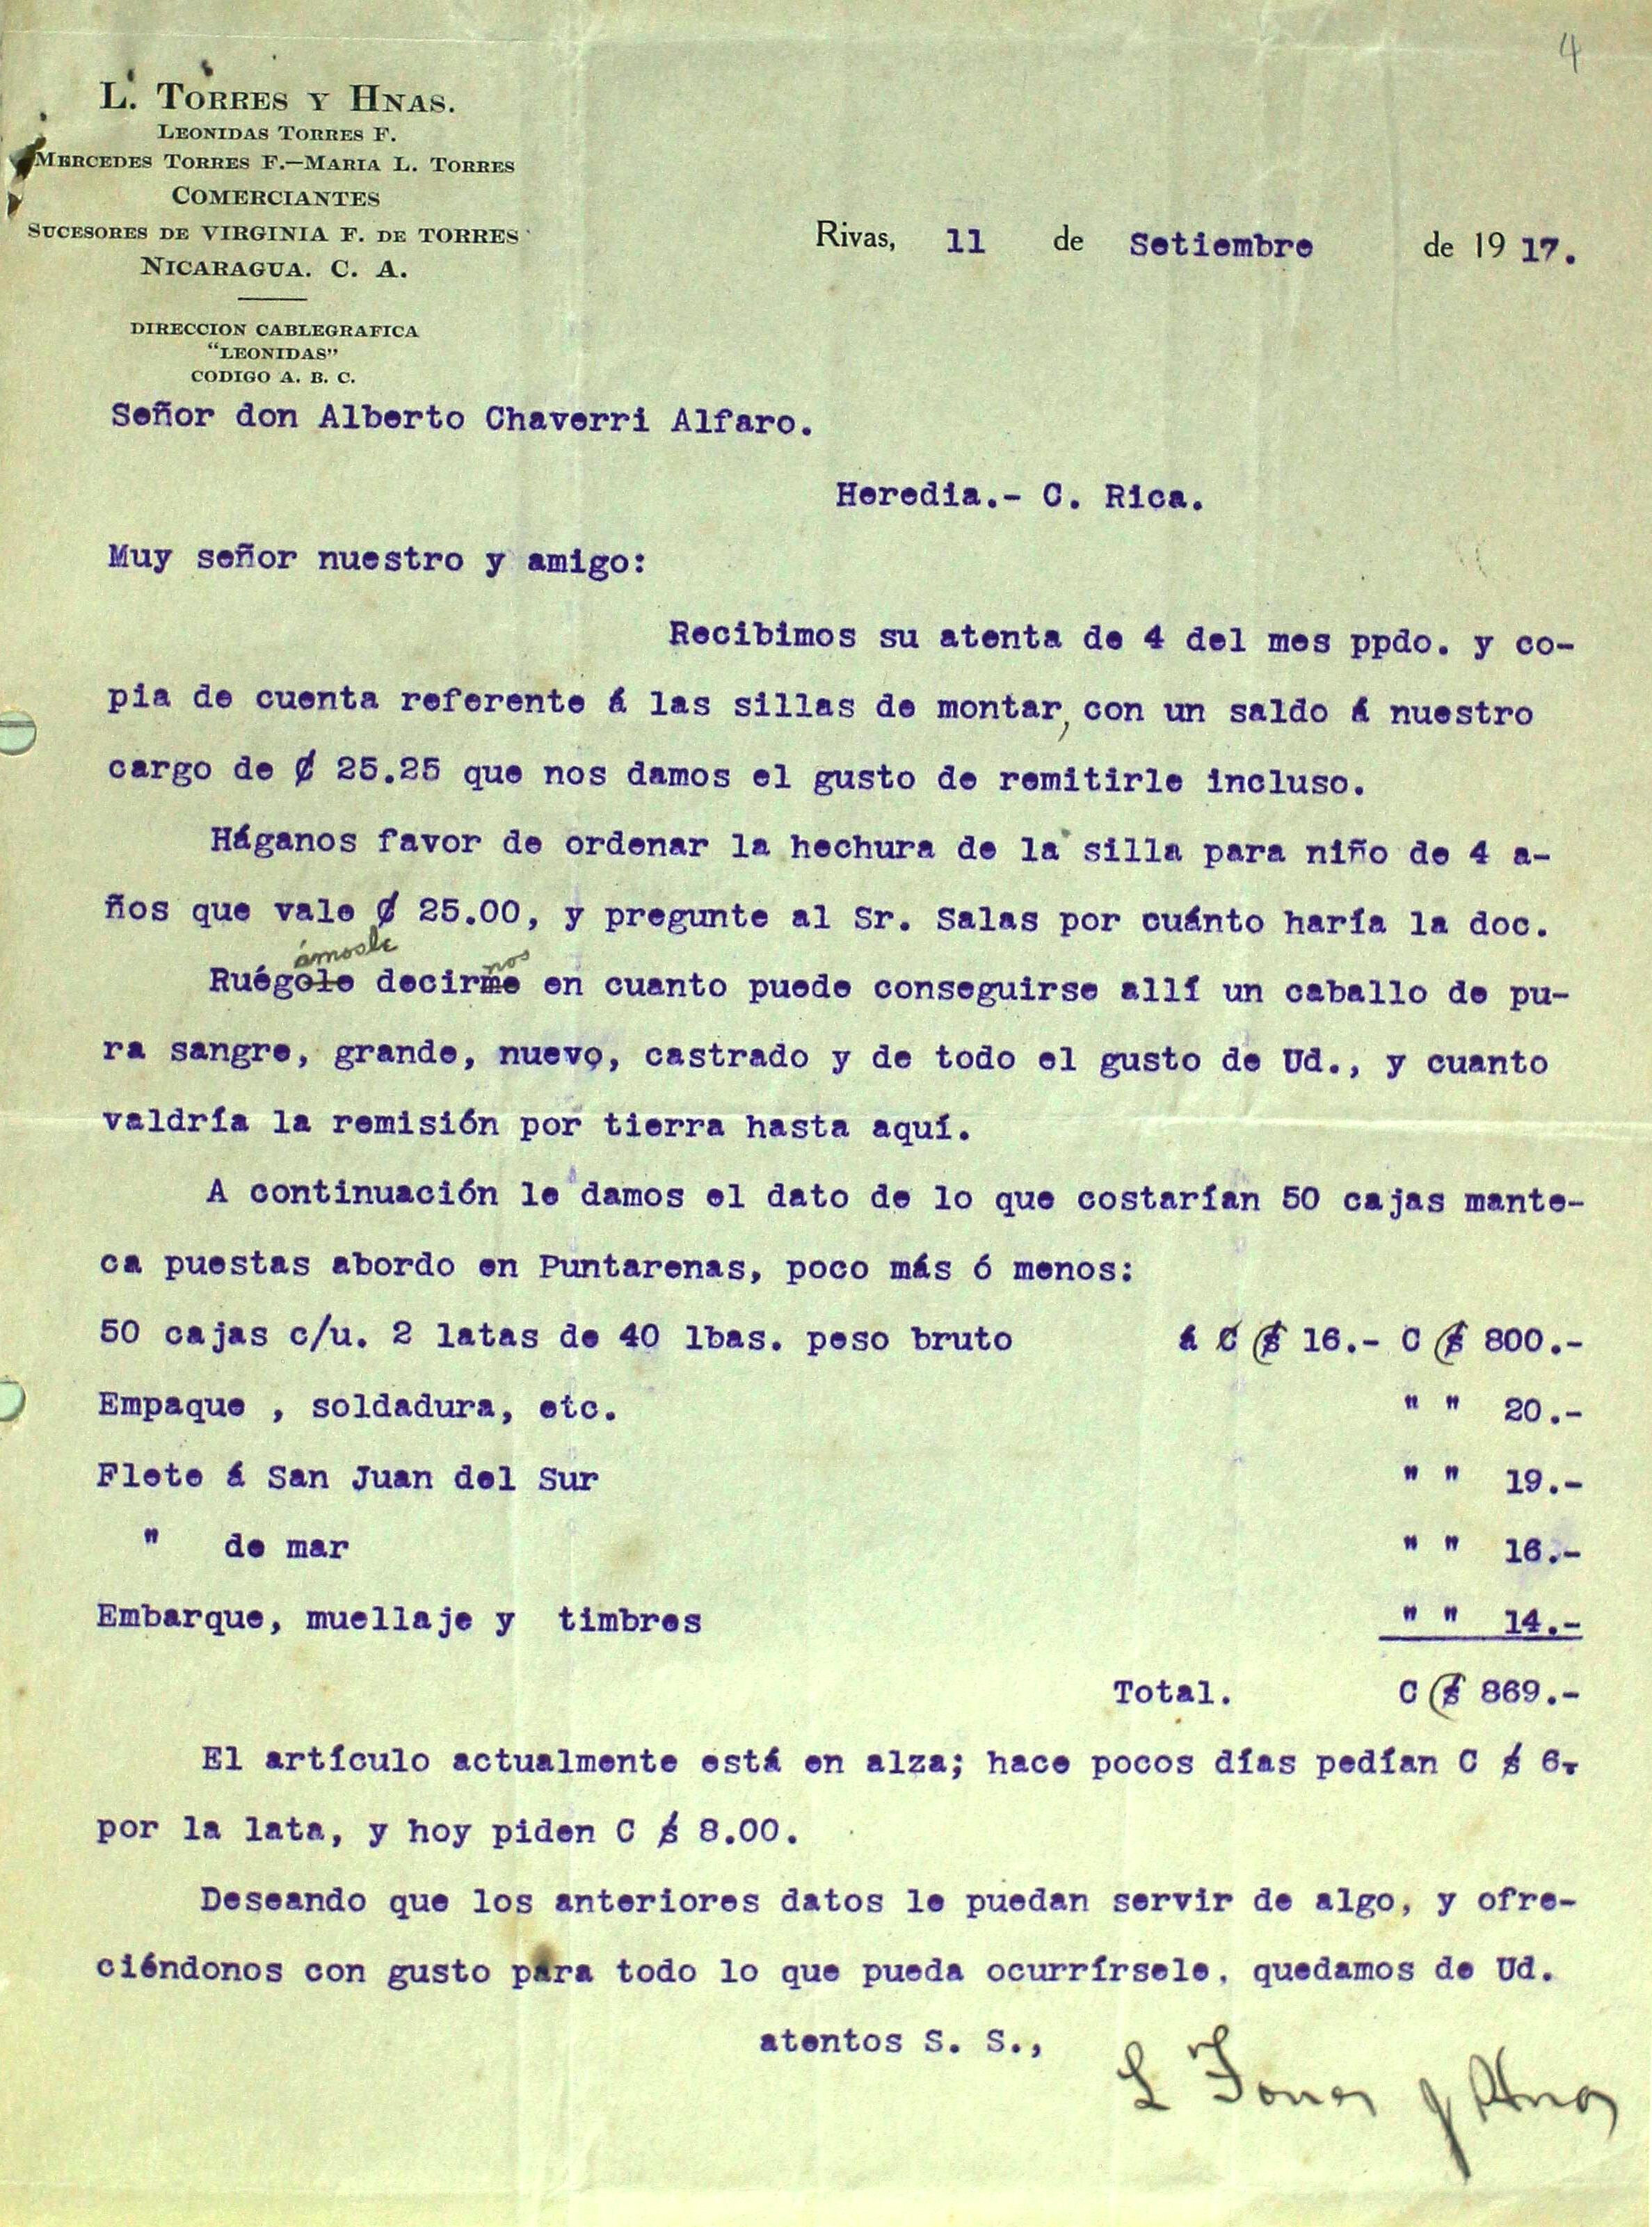 4
L. Torres y Hnas.
Leonidas Torres F.
Mercedes Torres F.—Maria L. Torres
Comerciantes
Sucesores de Virginia F. de Torres
Nicaragua. C. A.
DIRECCION CABLEGRAFICA
“LEONIDAS”
CODIGO A. B. C.
Rivas, 11 de Setiembre de 1917.
Señor don Alberto Chaverri Alfaro.
Heredia.- C. Rica.
Muy señor nuestro y amigo:
Recibimos su atenta de 4 del mes ppdo. y co-
pia de cuenta referente á las sillas de montar, con un saldo á nuestro
cargo de ₡ 25.25 que nos damos el gusto de remitirle incluso.
Háganos favor de ordenar la hechura de la silla para niño de 4 a-
ños que vale ₡ 25.00, y pregunte al Sr. Salas por cuánto haría la doc.
ámosle nos
Ruégole decirme en cuanto puede conseguirse allí un caballo de pu-
ra sangre, grande, nuevo, castrado y de todo el gusto de Ud., y cuanto
valdría la remisión por tierra hasta aquí.
A continuación le damos el dato de lo que costarían 50 cajas mante-
ca puestas abordo en Puntarenas, poco más ó menos:
50 cajas c/u. 2 latas de 40 lbas. peso bruto á C $ 16.- C $ 800.-
Empaque , soldadura, etc. " " 20.-
Flete á San Juan del Sur " " 19.-
" de mar " " 16.-
Embarque, muellaje y timbres " " 14.-
Total. C $ 869.-
El artículo actualmente está en alza; hace pocos días pedían C $ 6.-
por la lata, y hoy piden C $ 8.00.
Deseando que los anteriores datos le puedan servir de algo, y ofre-
ciéndonos con gusto para todo lo que pueda ocurrírsele, quedamos de Ud.
atentos S. S.,
L Torres y Hnas